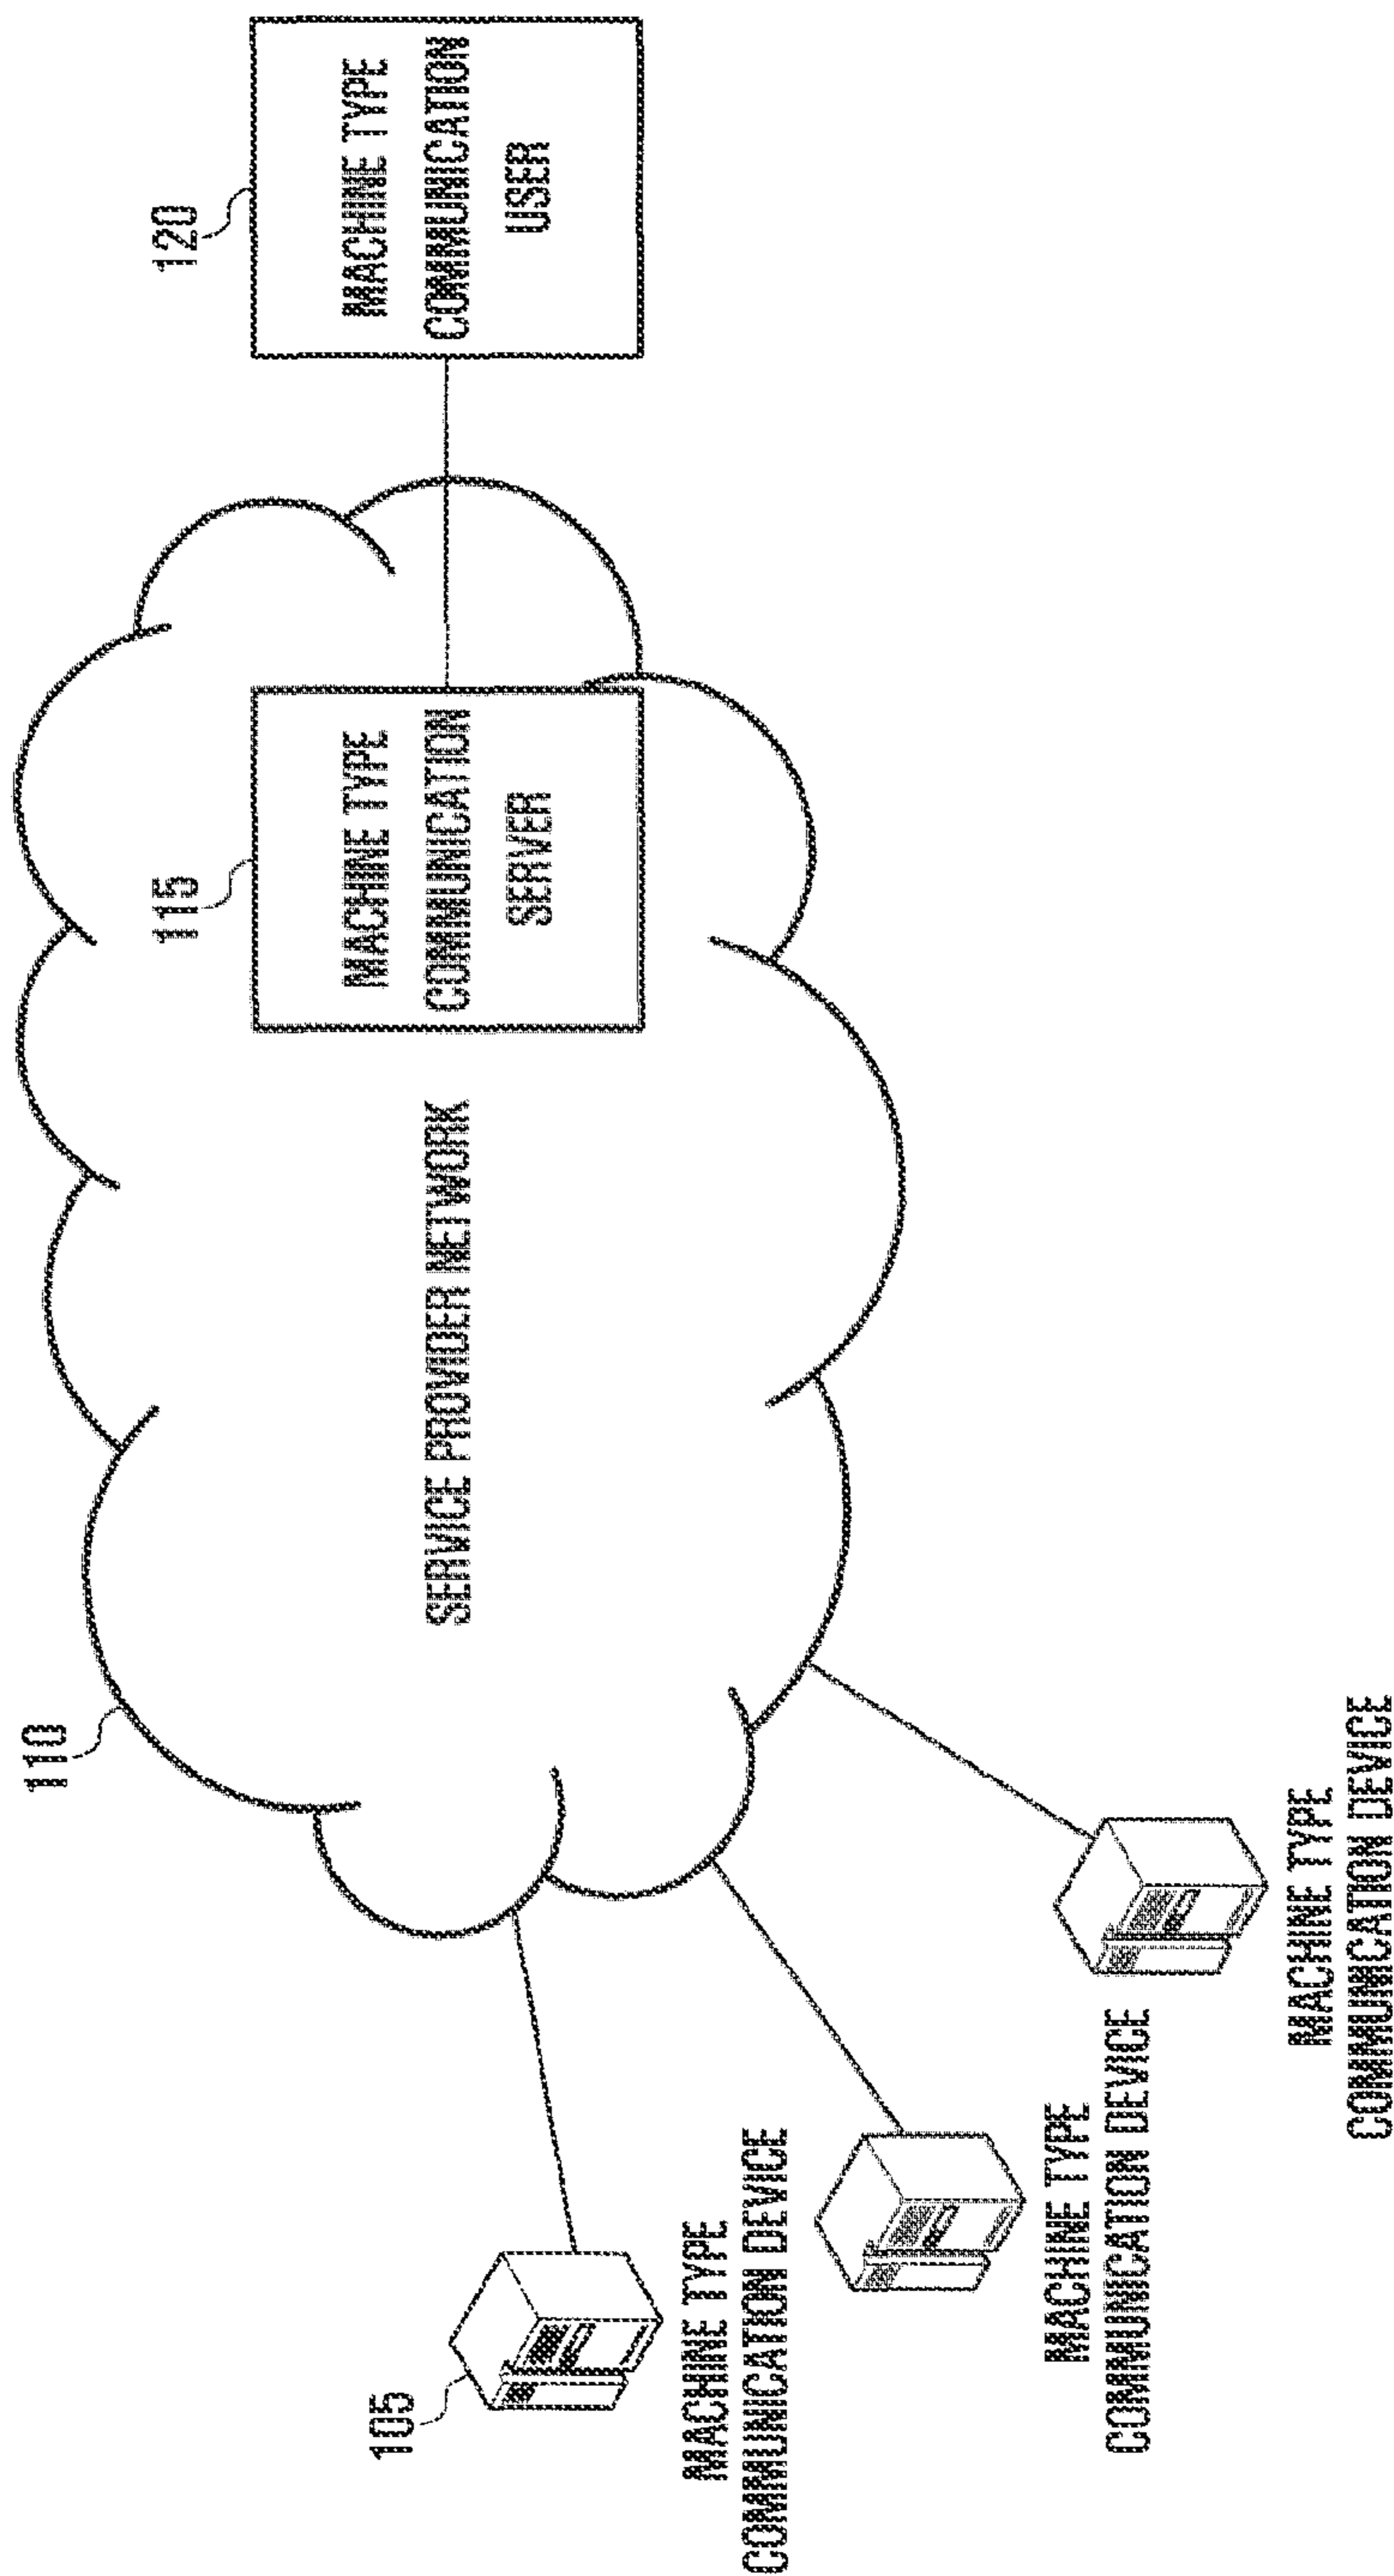 110
115
120
105
SERVICE PROVIDER NETWORK
MACHINE TYPE
COMMUNICATION
SERVER
MACHINE TYPE
COMMUNICATION
USER
MACHINE TYPE
COMMUNICATION DEVICE
MACHINE TYPE
COMMUNICATION DEVICE
MACHINE TYPE
COMMUNICATION DEVICE